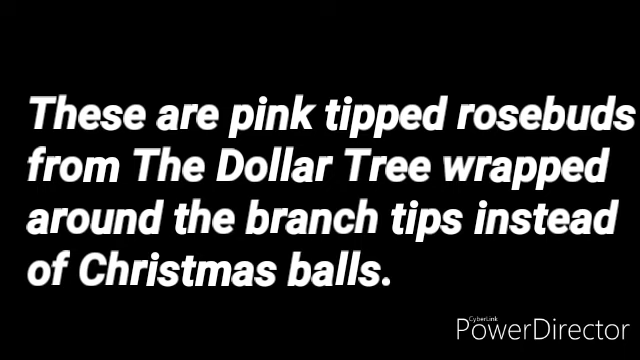 These are pink tipped rosebuds
from The Dollar Tree wrapped
around the branch tips instead
of Christmas balls.
CyberLink
PowerDirector